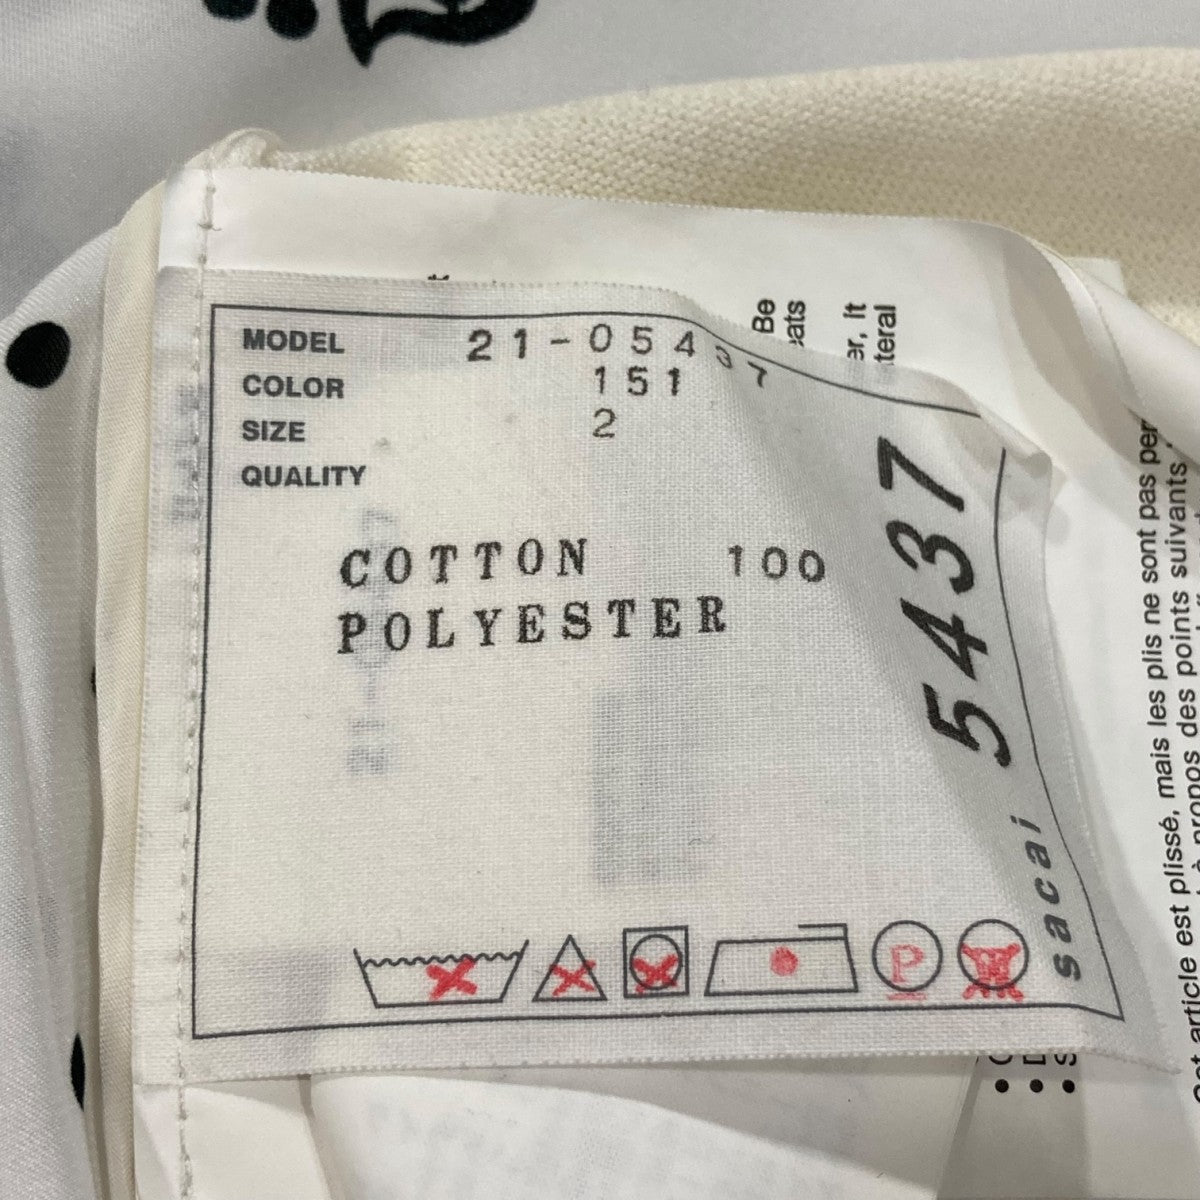 MODEL 21-05437
COLOR 151
SIZE 2
QUALITY
COTTON 100
POLYESTER
5437
sacai
P
Be
eats
er, It
teral
article est plissé, mais les plis ne sont pas per
à propos des points suivants